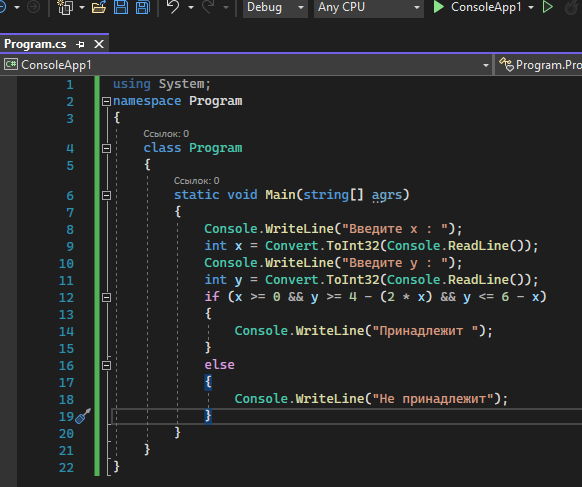 Debug Any CPU ConsoleApp1
Program.cs
C# ConsoleApp1 Program.Pro
1 using System;
2 namespace Program
3 {
Ссылок: 0
4 class Program
5 {
Ссылок: 0
6 static void Main(string[] agrs)
7 {
8 Console.WriteLine("Введите x : ");
9 int x = Convert.ToInt32(Console.ReadLine());
10 Console.WriteLine("Введите y : ");
11 int y = Convert.ToInt32(Console.ReadLine());
12 if (x >= 0 && y >= 4 - (2 * x) && y <= 6 - x)
13 {
14 Console.WriteLine("Принадлежит ");
15 }
16 else
17 {
18 Console.WriteLine("Не принадлежит");
19 }
20 }
21 }
22 }